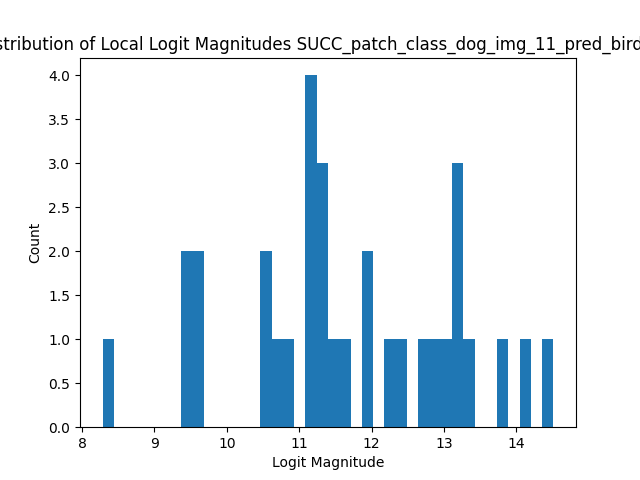 stribution of Local Logit Magnitudes SUCC_patch_class_dog_img_11_pred_bird
4.0
3.5
3.0
2.5
2.0
1.5
1.0
0.5
0.0
Count
8 9 10 11 12 13 14
Logit Magnitude